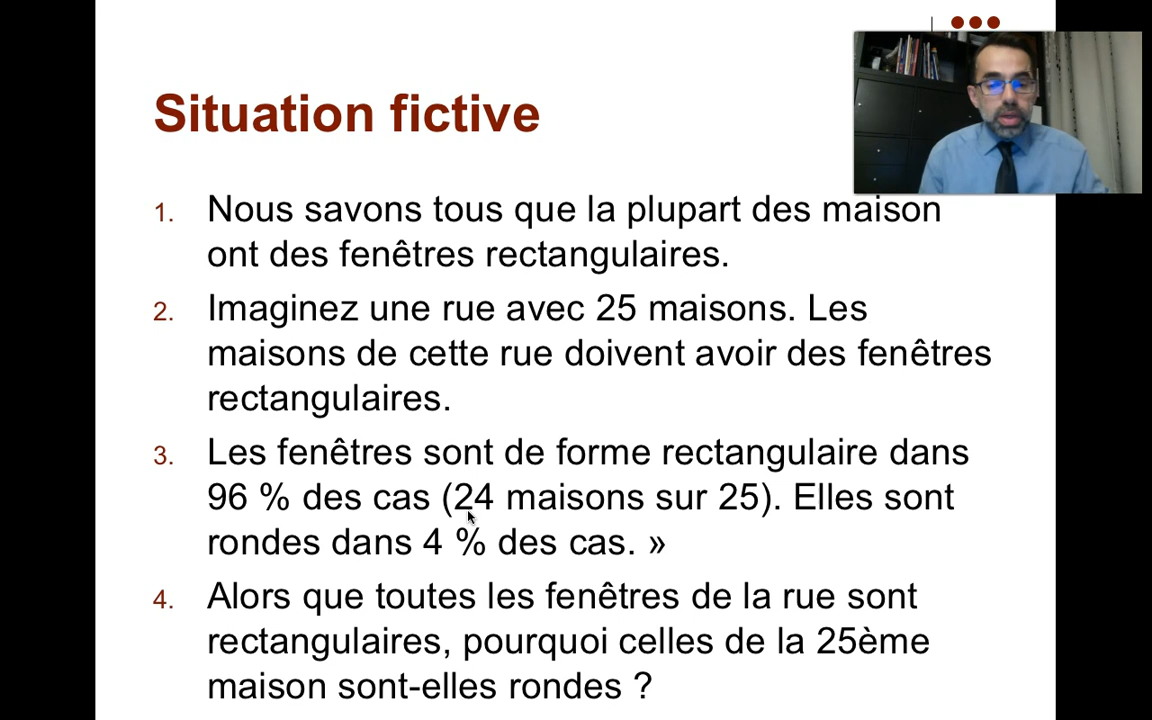 Situation fictive
1. Nous savons tous que la plupart des maison
ont des fenêtres rectangulaires.
2. Imaginez une rue avec 25 maisons. Les
maisons de cette rue doivent avoir des fenêtres
rectangulaires.
3. Les fenêtres sont de forme rectangulaire dans
96 % des cas (24 maisons sur 25). Elles sont
rondes dans 4 % des cas. »
4. Alors que toutes les fenêtres de la rue sont
rectangulaires, pourquoi celles de la 25ème
maison sont-elles rondes ?